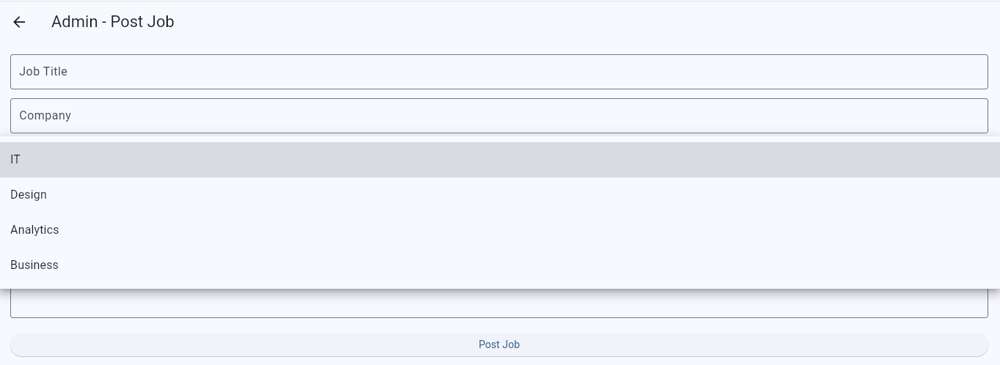 Admin - Post Job
Job Title
Company
IT
Design
Analytics
Business
Post Job